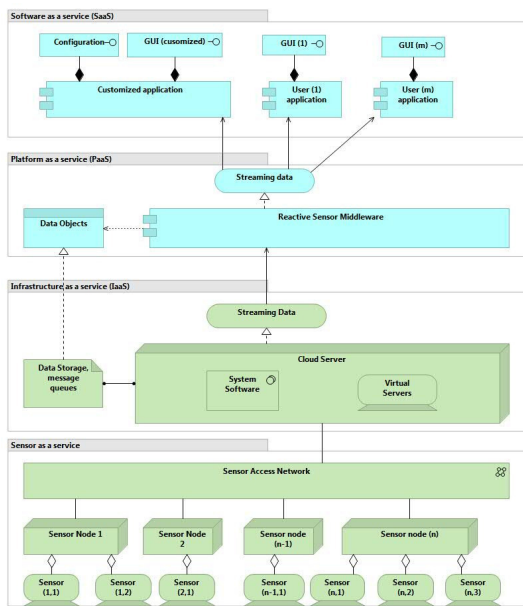 Software as a service (SaaS)
Configuration
GUI (cusomized)
GUI (1)
GUI (m)
Customized application
User (1)
application
User (m)
application
Platform as a service (PaaS)
Streaming data
Data Objects
Reactive Sensor Middleware
Infrastructure as a service (IaaS)
Streaming Data
Cloud Server
Data Storage,
message
queues
System
Software
Virtual
Servers
Sensor as a service
Sensor Access Network
Sensor Node 1
Sensor Node
2
Sensor node
(n-1)
Sensor node (n)
Sensor
(1,1)
Sensor
(1,2)
Sensor
(2,1)
Sensor
(n-1,1)
Sensor
(n,1)
Sensor
(n,2)
Sensor
(n,3)